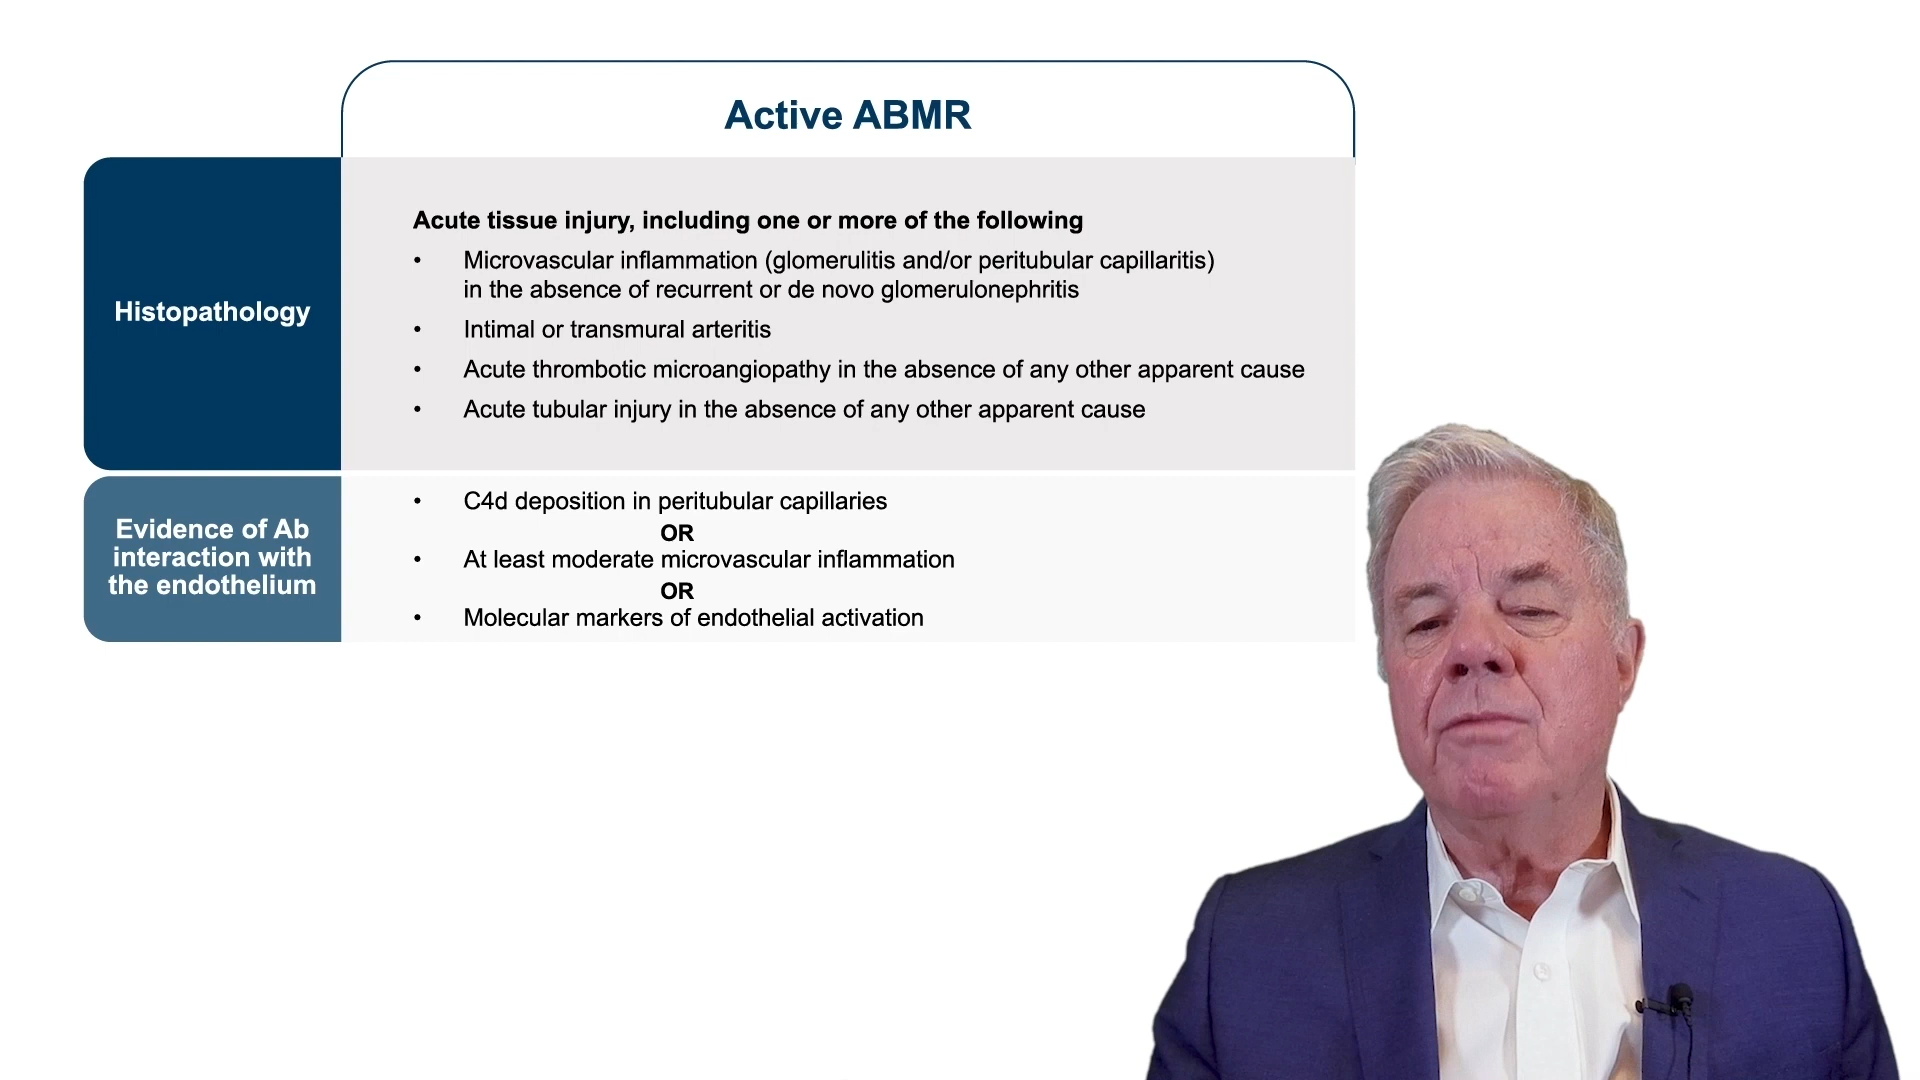 Active ABMR
Histopathology
Acute tissue injury, including one or more of the following
• Microvascular inflammation (glomerulitis and/or peritubular capillaritis)
in the absence of recurrent or de novo glomerulonephritis
• Intimal or transmural arteritis
• Acute thrombotic microangiopathy in the absence of any other apparent cause
• Acute tubular injury in the absence of any other apparent cause
Evidence of Ab
interaction with
the endothelium
• C4d deposition in peritubular capillaries
OR
• At least moderate microvascular inflammation
OR
• Molecular markers of endothelial activation